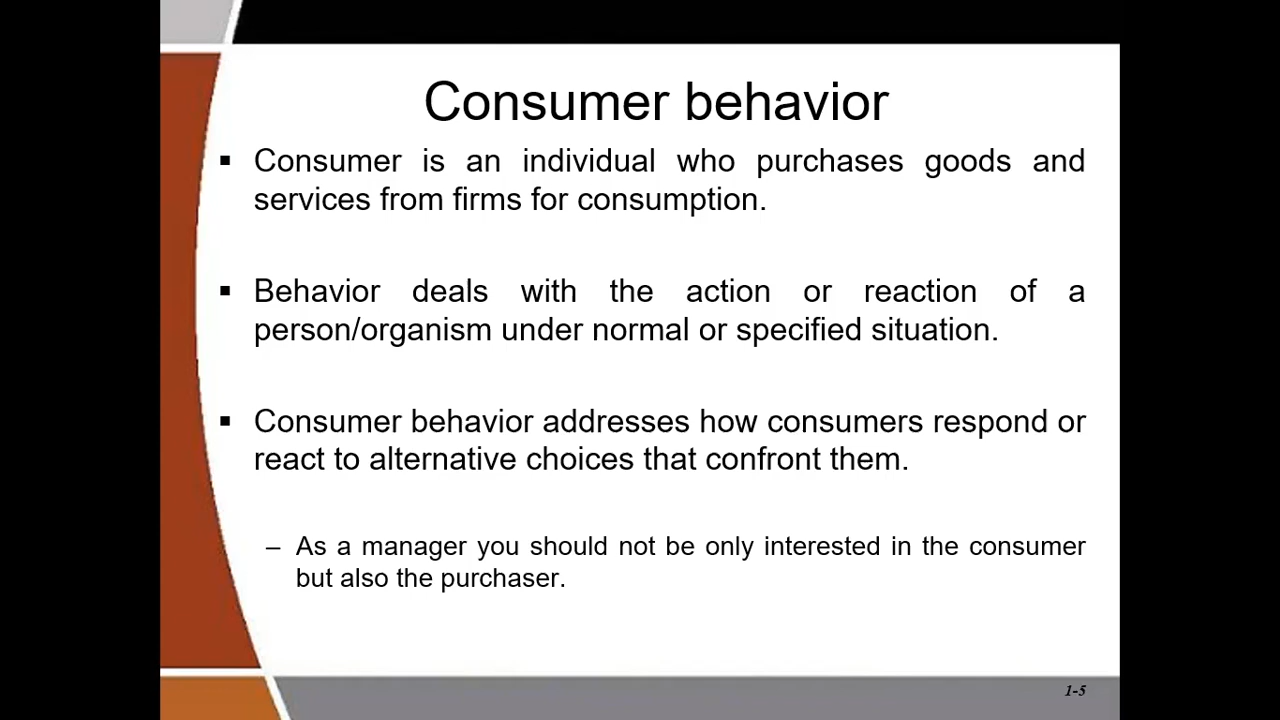 Consumer behavior
▪ Consumer is an individual who purchases goods and
services from firms for consumption.
▪ Behavior deals with the action or reaction of a
person/organism under normal or specified situation.
▪ Consumer behavior addresses how consumers respond or
react to alternative choices that confront them.
– As a manager you should not be only interested in the consumer
but also the purchaser.
1-5